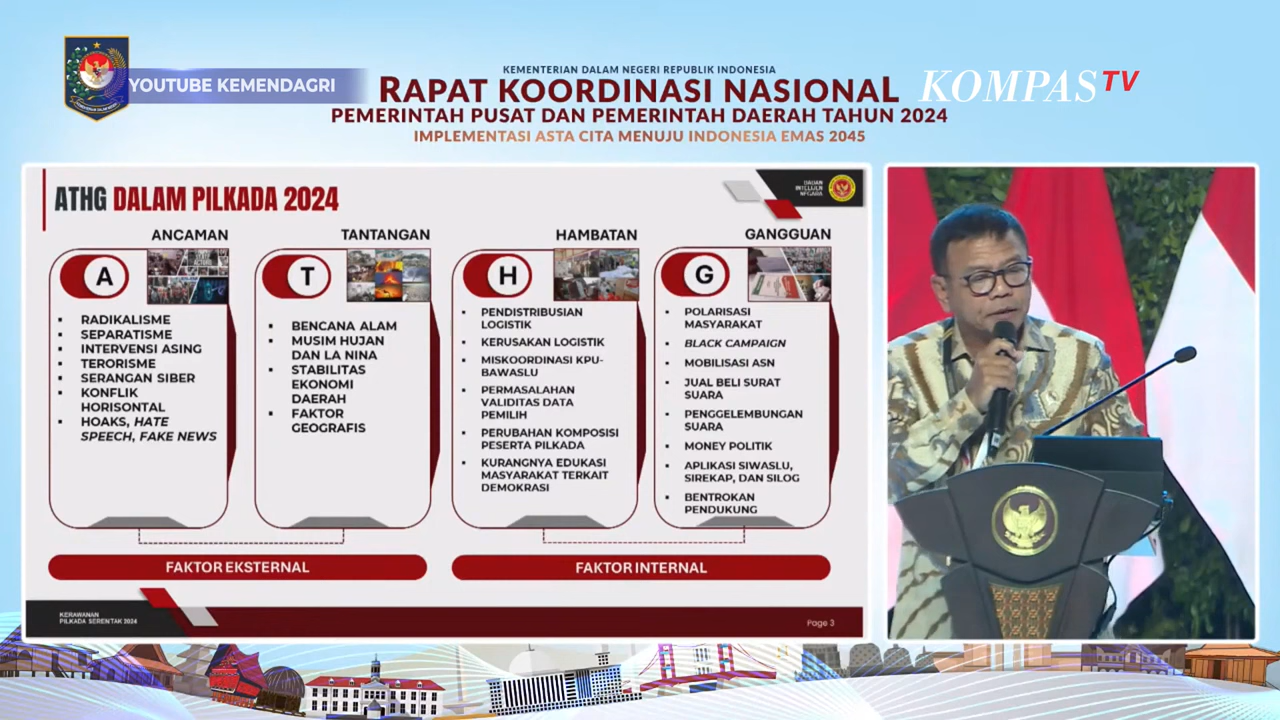 KEMENTERIAN DALAM NEGERI REPUBLIK INDONESIA
YOUTUBE KEMENDAGRI
RAPAT KOORDINASI NASIONAL
KOMPAS TV
PEMERINTAH PUSAT DAN PEMERINTAH DAERAH TAHUN 2024
IMPLEMENTASI ASTA CITA MENUJU INDONESIA EMAS 2045
ATHG DALAM PILKADA 2024
BADAN
INTELIJEN
NEGARA
ANCAMAN
A
RADIKALISME
SEPARATISME
INTERVENSI ASING
TERORISME
SERANGAN SIBER
KONFLIK
HORISONTAL
HOAKS, HATE
SPEECH, FAKE NEWS
TANTANGAN
T
BENCANA ALAM
MUSIM HUJAN
DAN LA NINA
STABILITAS
EKONOMI
DAERAH
FAKTOR
GEOGRAFIS
HAMBATAN
H
PENDISTRIBUSIAN
LOGISTIK
KERUSAKAN LOGISTIK
MISKOORDINASI KPU-
BAWASLU
PERMASALAHAN
VALIDITAS DATA
PEMILIH
PERUBAHAN KOMPOSISI
PESERTA PILKADA
KURANGNYA EDUKASI
MASYARAKAT TERKAIT
DEMOKRASI
GANGGUAN
G
POLARISASI
MASYARAKAT
BLACK CAMPAIGN
MOBILISASI ASN
JUAL BELI SURAT
SUARA
PENGGELEMBUNGAN
SUARA
MONEY POLITIK
APLIKASI SIWASLU,
SIREKAP, DAN SILOG
BENTROKAN
PENDUKUNG
FAKTOR EKSTERNAL
FAKTOR INTERNAL
KERAWANAN
PILKADA SERENTAK 2024
Page 3